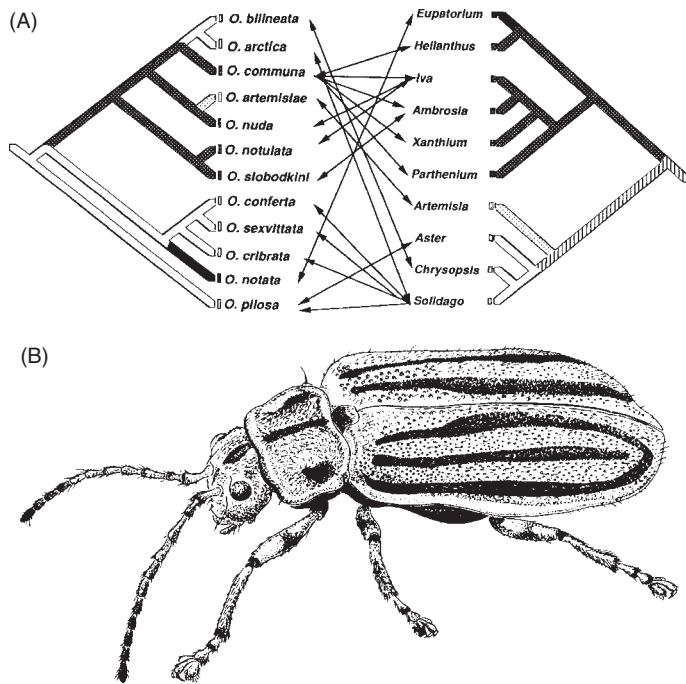 (A)
O. bilineata
O. arctica
O. communa
O. artemisiae
O. nuda
O. notulata
O. slobodkini
O. conferta
O. sexvittata
O. cribrata
O. notata
O. pilosa
Eupatorium
Helianthus
Iva
Ambrosia
Xanthium
Parthenium
Artemisia
Aster
Chrysopsis
Solidago
(B)